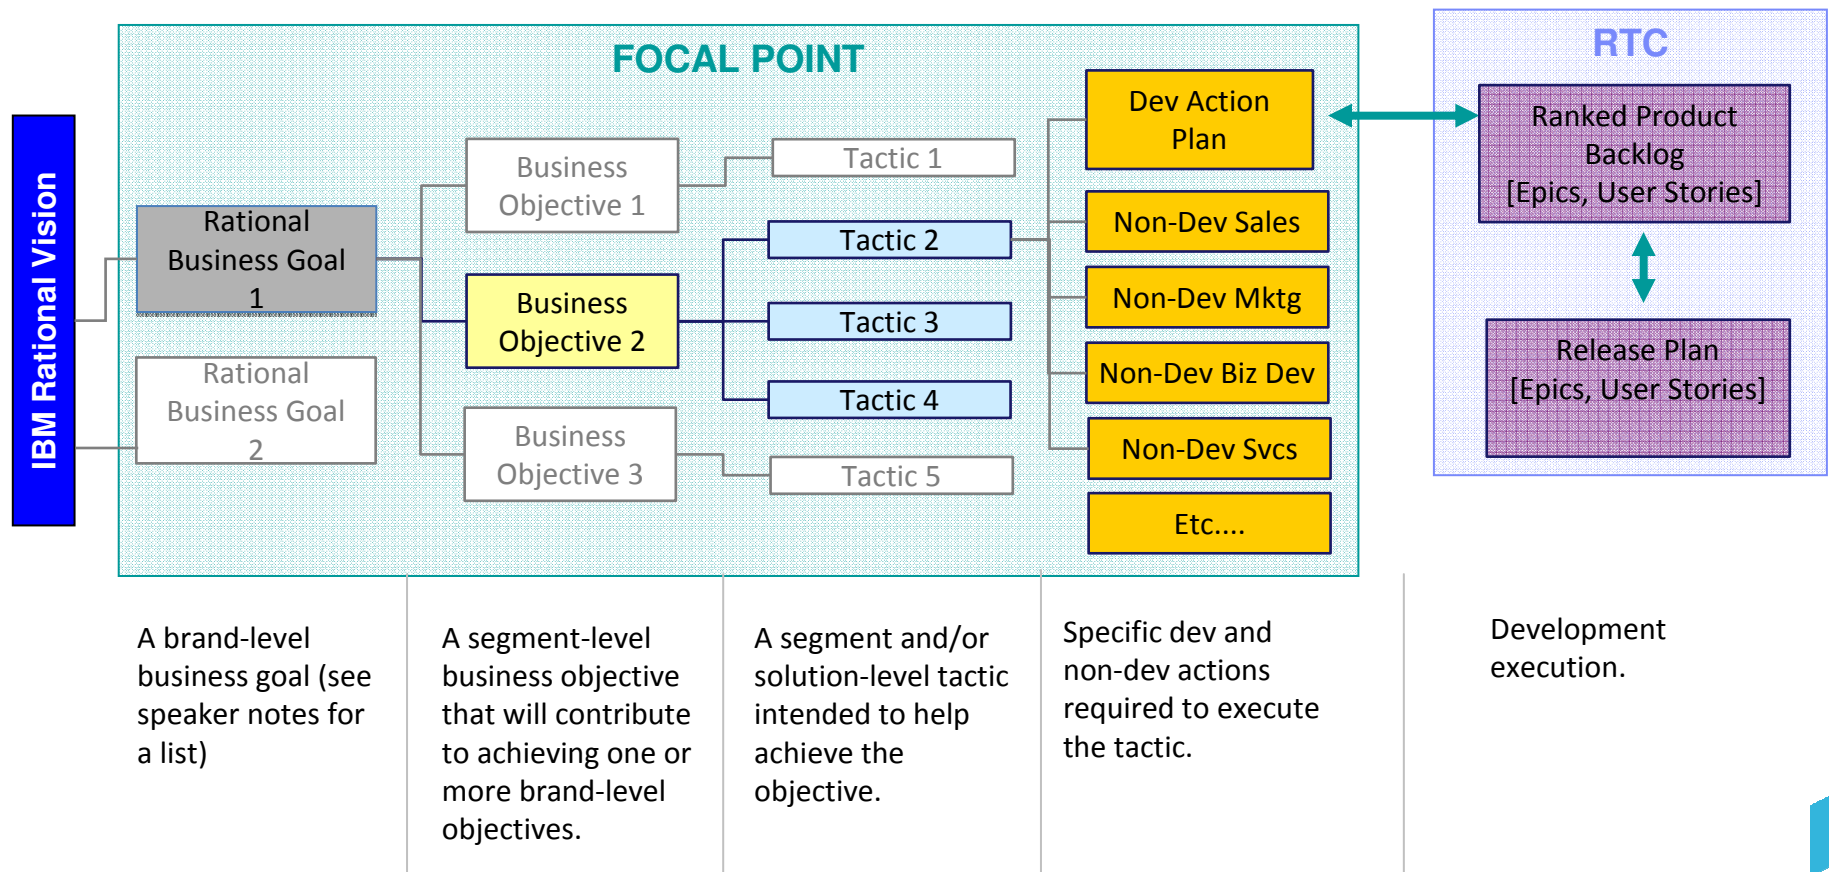 FOCAL POINT
RTC
IBM Rational Vision
Rational
Business Goal
1
Rational
Business Goal
2
Business
Objective 1
Business
Objective 2
Business
Objective 3
Tactic 1
Tactic 2
Tactic 3
Tactic 4
Tactic 5
Dev Action
Plan
Non-Dev Sales
Non-Dev Mktg
Non-Dev Biz Dev
Non-Dev Svcs
Etc....
Ranked Product
Backlog
[Epics, User Stories]
Release Plan
[Epics, User Stories]
A brand-level
business goal (see
speaker notes for
a list)
A segment-level
business objective
that will contribute
to achieving one or
more brand-level
objectives.
A segment and/or
solution-level tactic
intended to help
achieve the
objective.
Specific dev and
non-dev actions
required to execute
the tactic.
Development
execution.